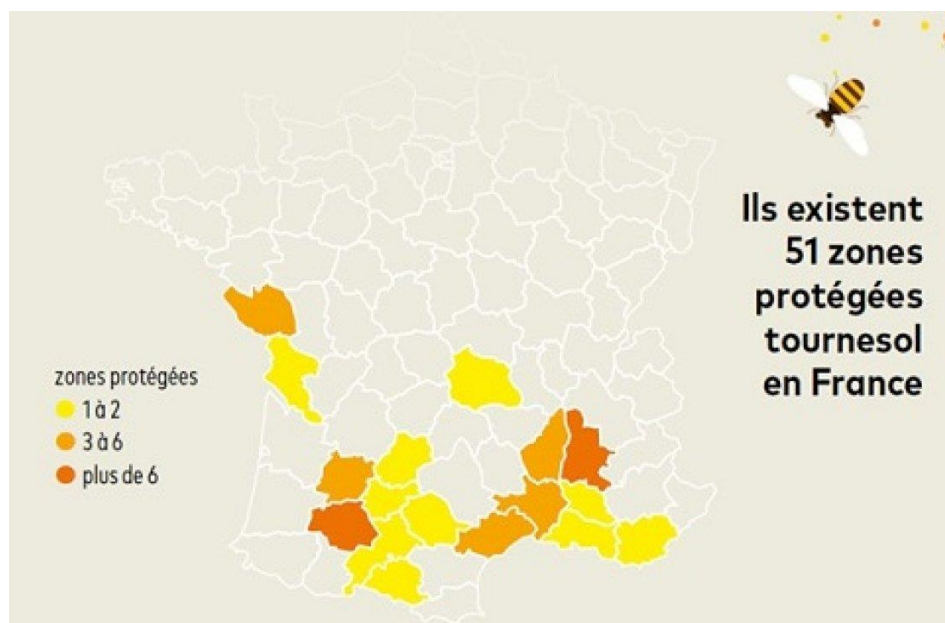 Ils existent
51 zones
protégées
tournesol
en France
zones protégées
1 à 2
3 à 6
plus de 6